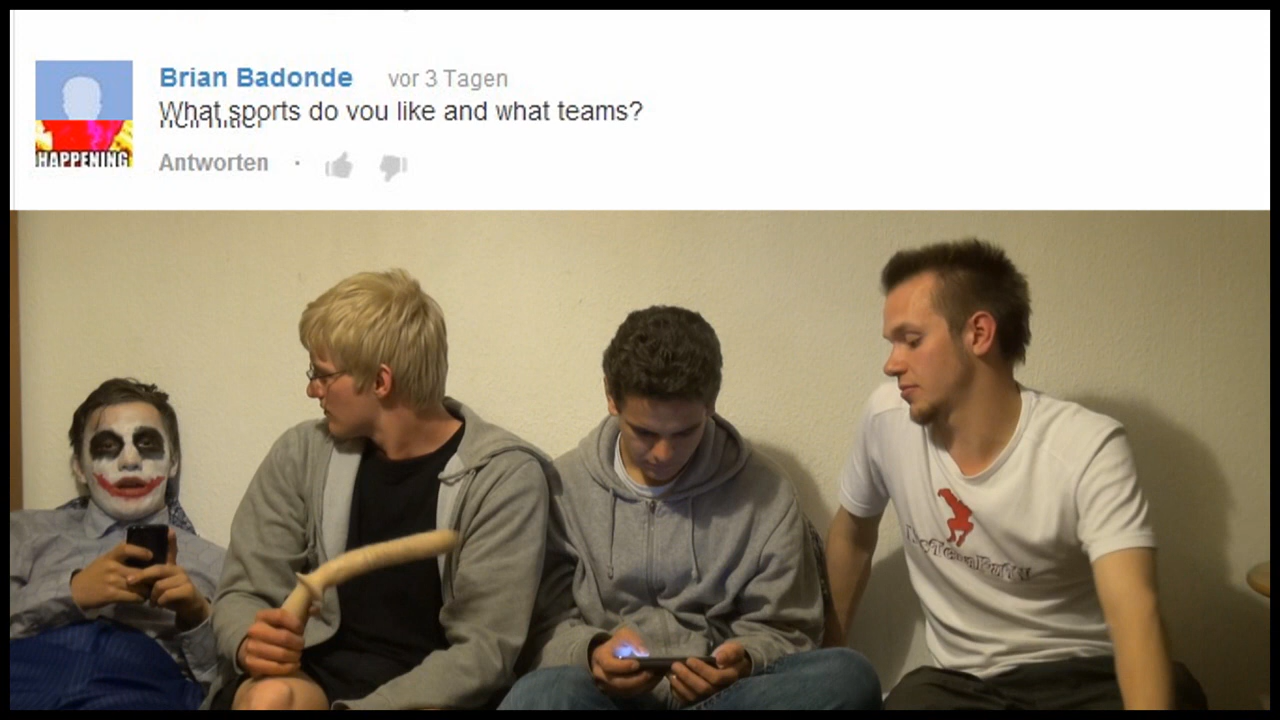 Brian Badonde vor 3 Tagen
What sports do you like and what teams?
Antworten ·
HAPPENING